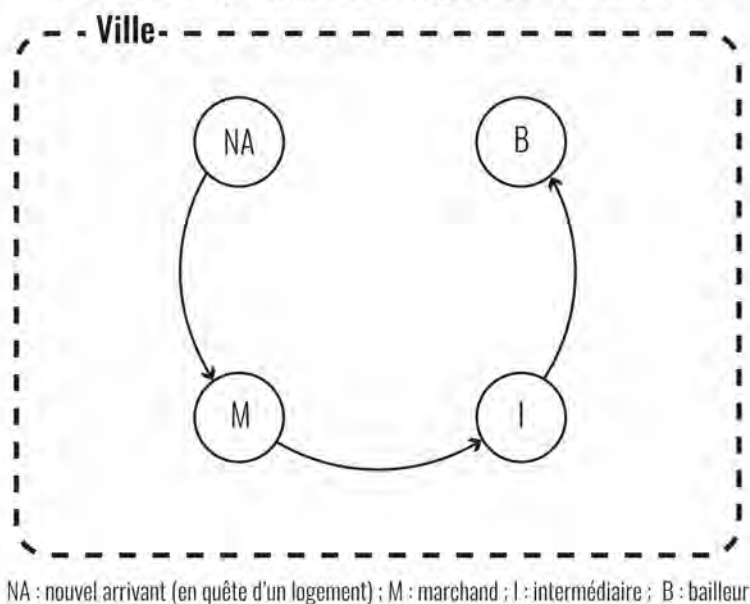 Ville
NA
B
M
I
NA : nouvel arrivant (en quête d'un logement) ; M : marchand ; I : intermédiaire ; B : bailleur